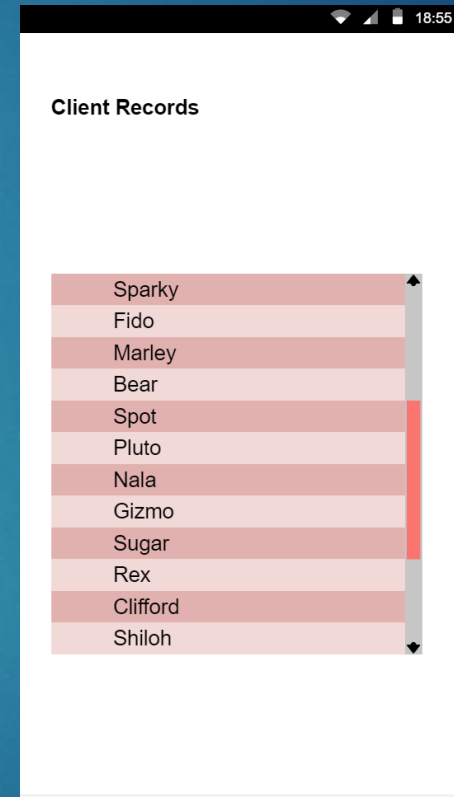 18:55
Client Records
Sparky
Fido
Marley
Bear
Spot
Pluto
Nala
Gizmo
Sugar
Rex
Clifford
Shiloh